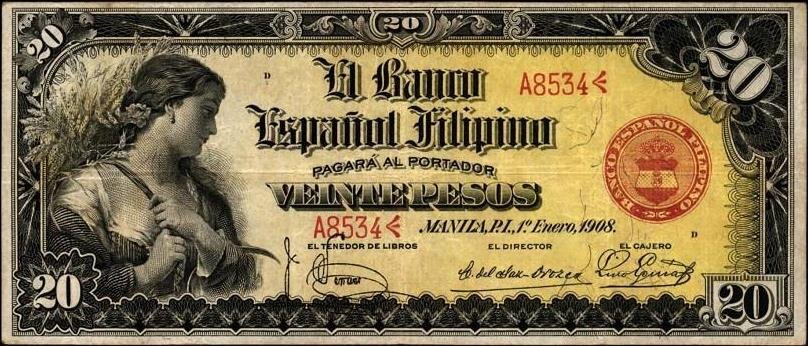 20 20 20
D
El Banco
A8534
Español Filipino
PAGARÁ AL PORTADOR
VEINTE PESOS
BANCO ESPAÑOL FILIPINO
A8534 MANILA, P.I., 1º Enero, 1908.
D
EL TENEDOR DE LIBROS EL DIRECTOR EL CAJERO
20 20